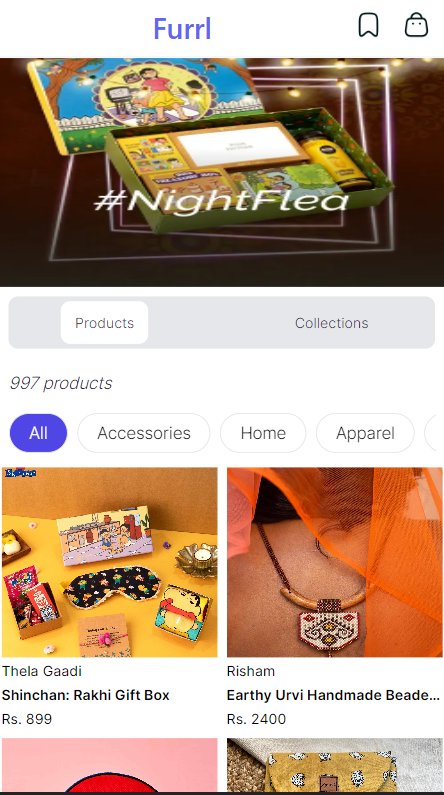 Furrl
#NightFlea
Products
Collections
997 products
All
Accessories
Home
Apparel
Thela Gaadi
Risham
Shinchan: Rakhi Gift Box
Earthy Urvi Handmade Beade...
Rs. 899
Rs. 2400